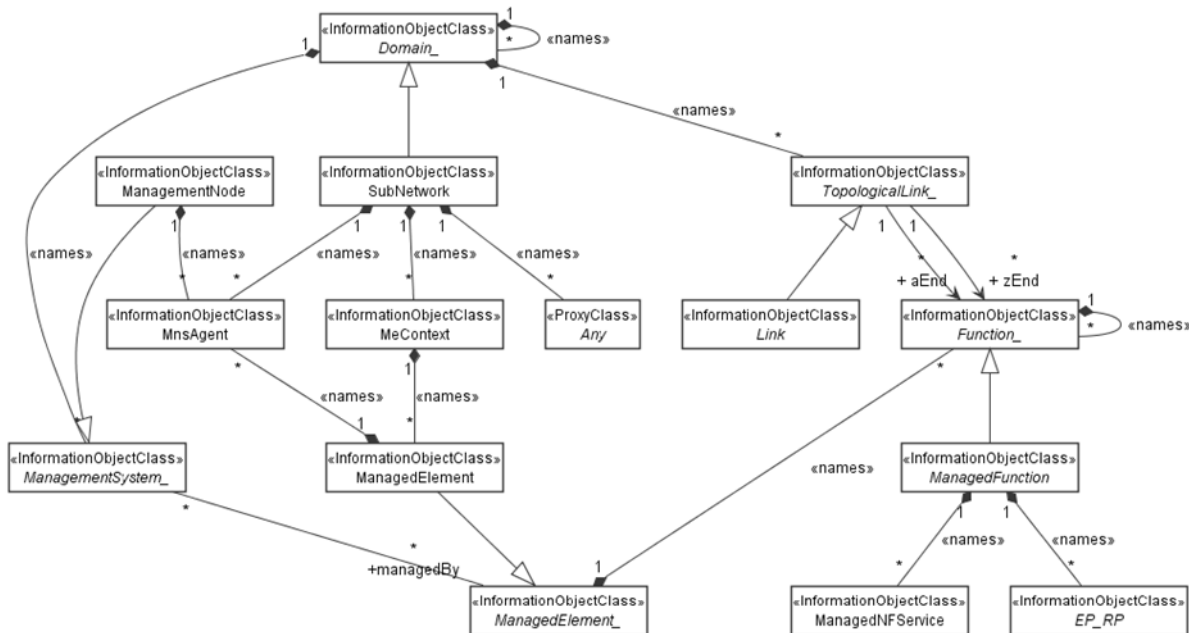 1
«InformationObjectClass»
Domain_
1
*
«names»
1
«names»
*
«InformationObjectClass»
ManagementNode
«InformationObjectClass»
SubNetwork
«InformationObjectClass»
TopologicalLink_
1
1
1
1
1
1
«names»
«names»
«names»
«names»
«names»
*
*
*
*
*
*
+ aEnd
+ zEnd
«InformationObjectClass»
MnsAgent
«InformationObjectClass»
MeContext
«ProxyClass»
Any
«InformationObjectClass»
Link
«InformationObjectClass»
Function_
1
*
«names»
*
1
*
«names»
«names»
1
*
*
«InformationObjectClass»
ManagementSystem_
«InformationObjectClass»
ManagedElement
«names»
«InformationObjectClass»
ManagedFunction
*
1
1
*
+managedBy
«names»
«names»
1
*
*
«InformationObjectClass»
ManagedElement_
«InformationObjectClass»
ManagedNFService
«InformationObjectClass»
EP_RP